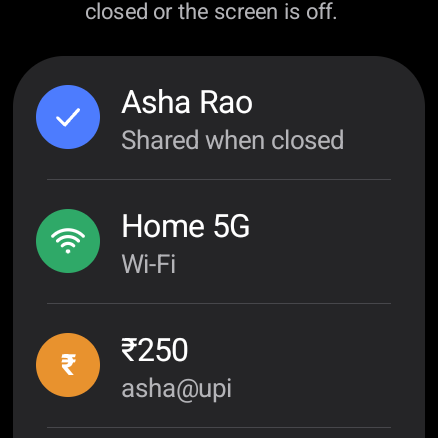 closed or the screen is off.
Asha Rao
Shared when closed
Home 5G
Wi-Fi
₹
₹250
asha@upi